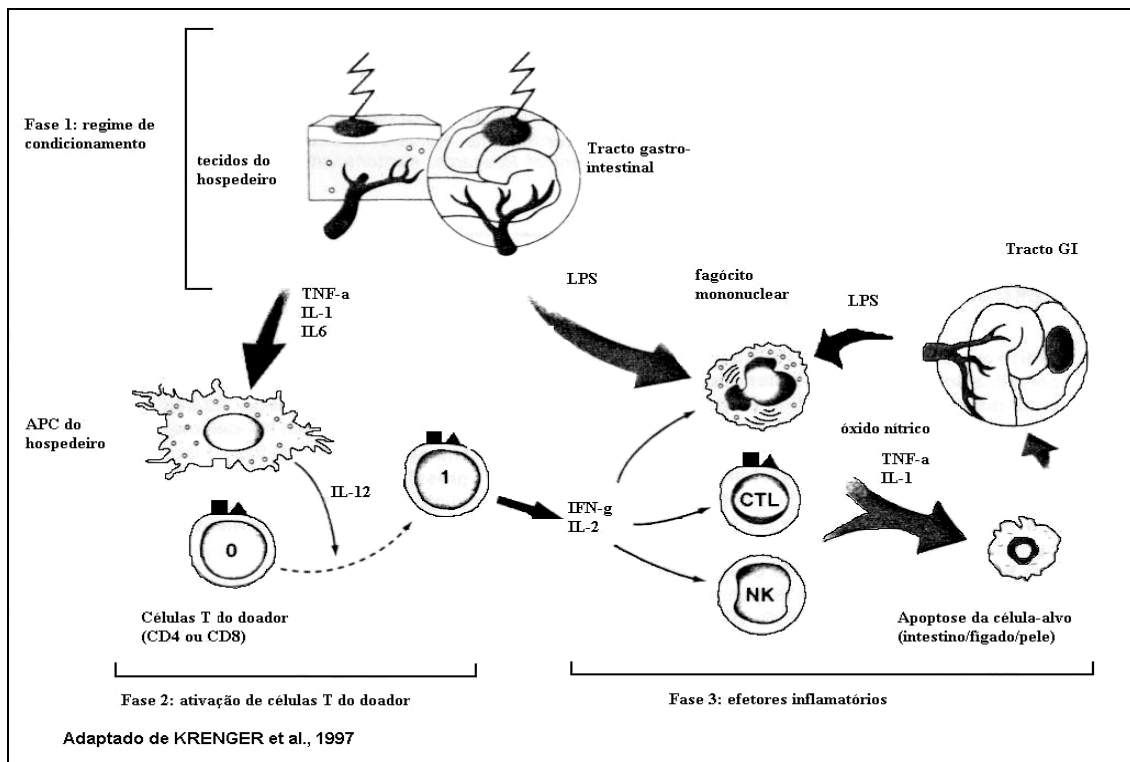 Fase 1: regime de
condicionamento
tecidos do
hospedeiro
Tracto gastro-
intestinal
TNF-a
IL-1
IL6
LPS
fagócito
mononuclear
Tracto GI
LPS
APC do
hospedeiro
IL-12
0
1
IFN-g
IL-2
CTL
NK
óxido nítrico
TNF-a
IL-1
Células T do doador
(CD4 ou CD8)
Apoptose da célula-alvo
(intestino/figado/pele)
Fase 2: ativação de células T do doador
Fase 3: efetores inflamatórios
Adaptado de KRENGER et al., 1997